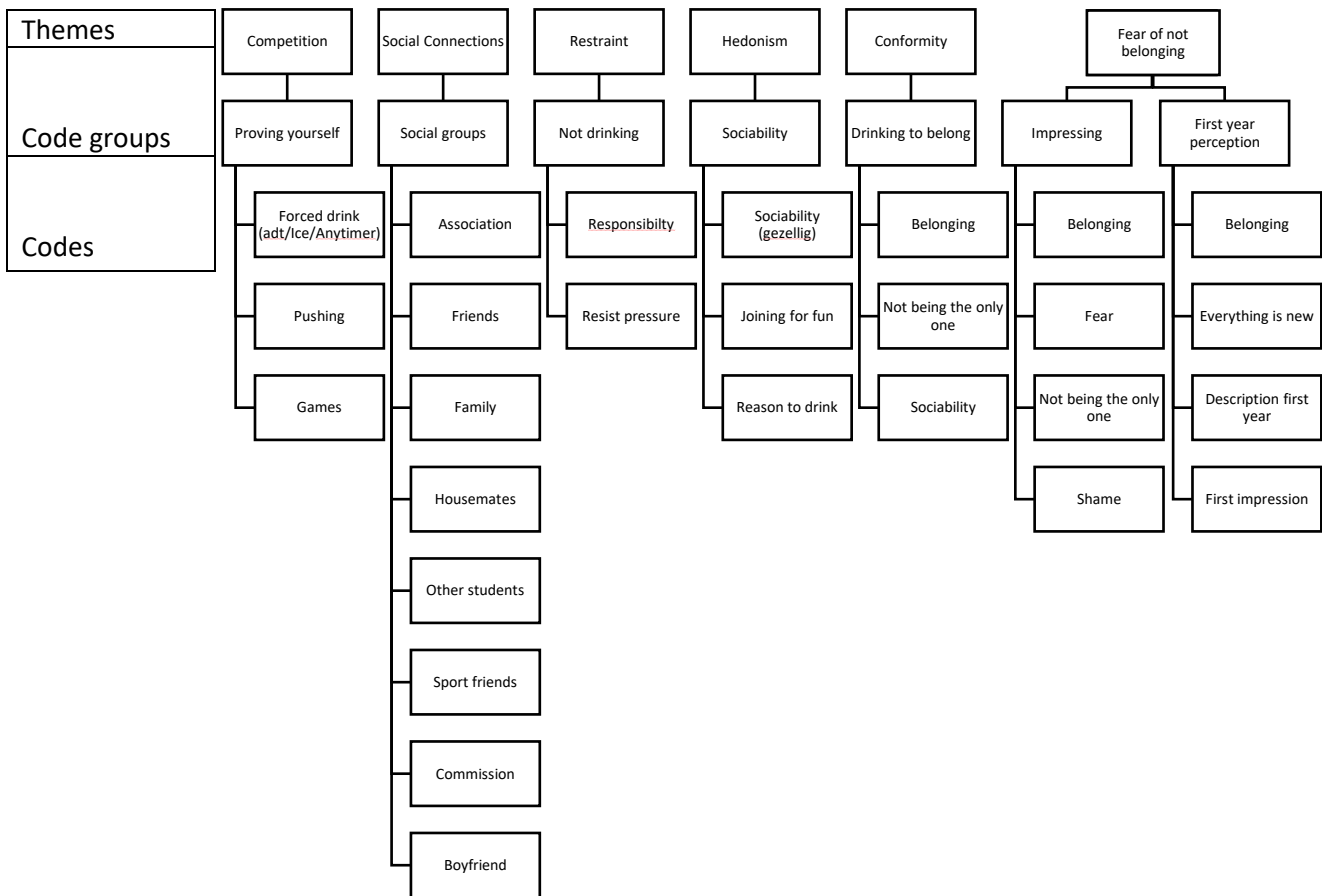 Themes
Code groups
Codes
Competition
Social Connections
Restraint
Hedonism
Conformity
Fear of not
belonging
Proving yourself
Social groups
Not drinking
Sociability
Drinking to belong
Impressing
First year
perception
Forced drink
(adt/Ice/Anytimer)
Pushing
Games
Association
Friends
Family
Housemates
Other students
Sport friends
Commission
Boyfriend
Responsibilty
Resist pressure
Sociability
(gezellig)
Joining for fun
Reason to drink
Belonging
Not being the only
one
Sociability
Belonging
Fear
Not being the only
one
Shame
Belonging
Everything is new
Description first
year
First impression